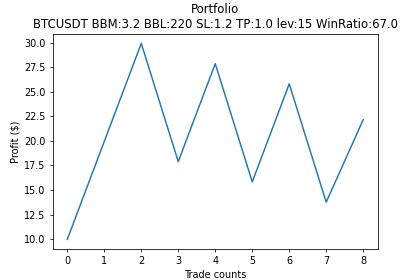 Portfolio
BTCUSDT BBM:3.2 BBL:220 SL:1.2 TP:1.0 lev:15 WinRatio:67.0
30.0
27.5
25.0
22.5
20.0
17.5
15.0
12.5
10.0
Profit ($)
0 1 2 3 4 5 6 7 8
Trade counts